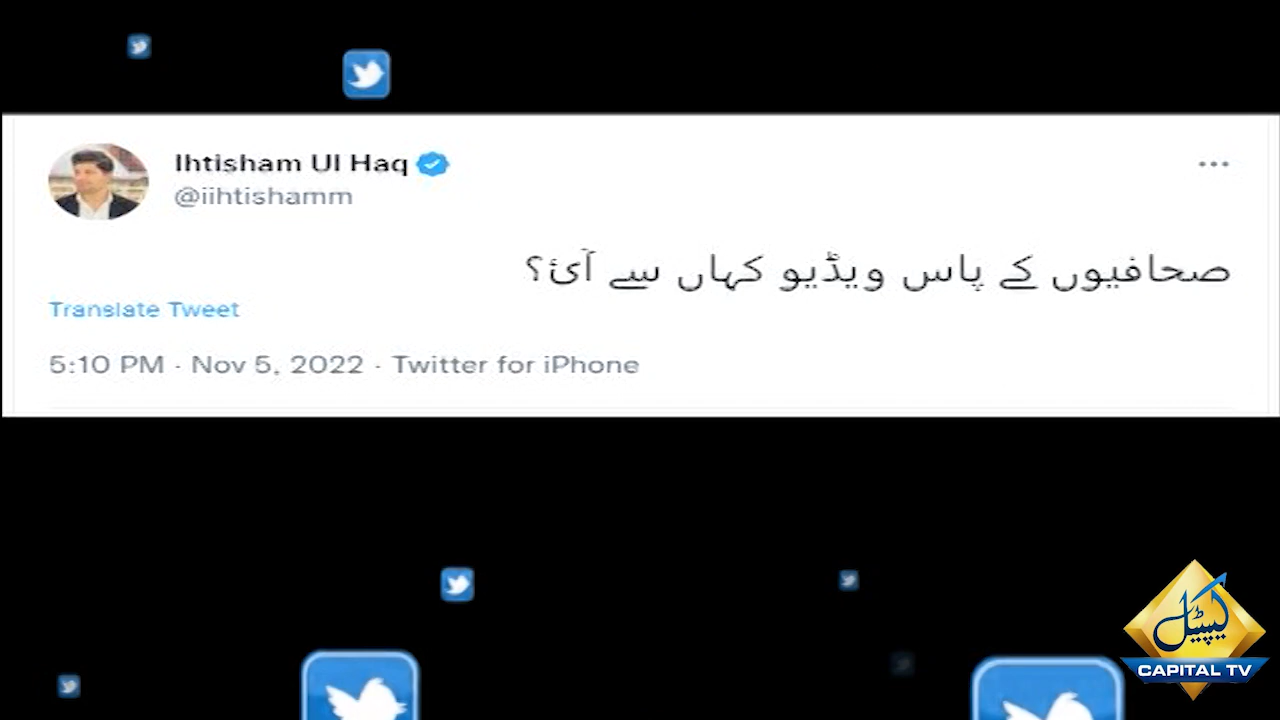 Ihtisham Ul Haq
@iihtishamm
صحافیوں کے پاس ویڈیو کہاں سے آئ؟
Translate Tweet
5:10 PM · Nov 5, 2022 · Twitter for iPhone
کیپیٹل
CAPITAL TV